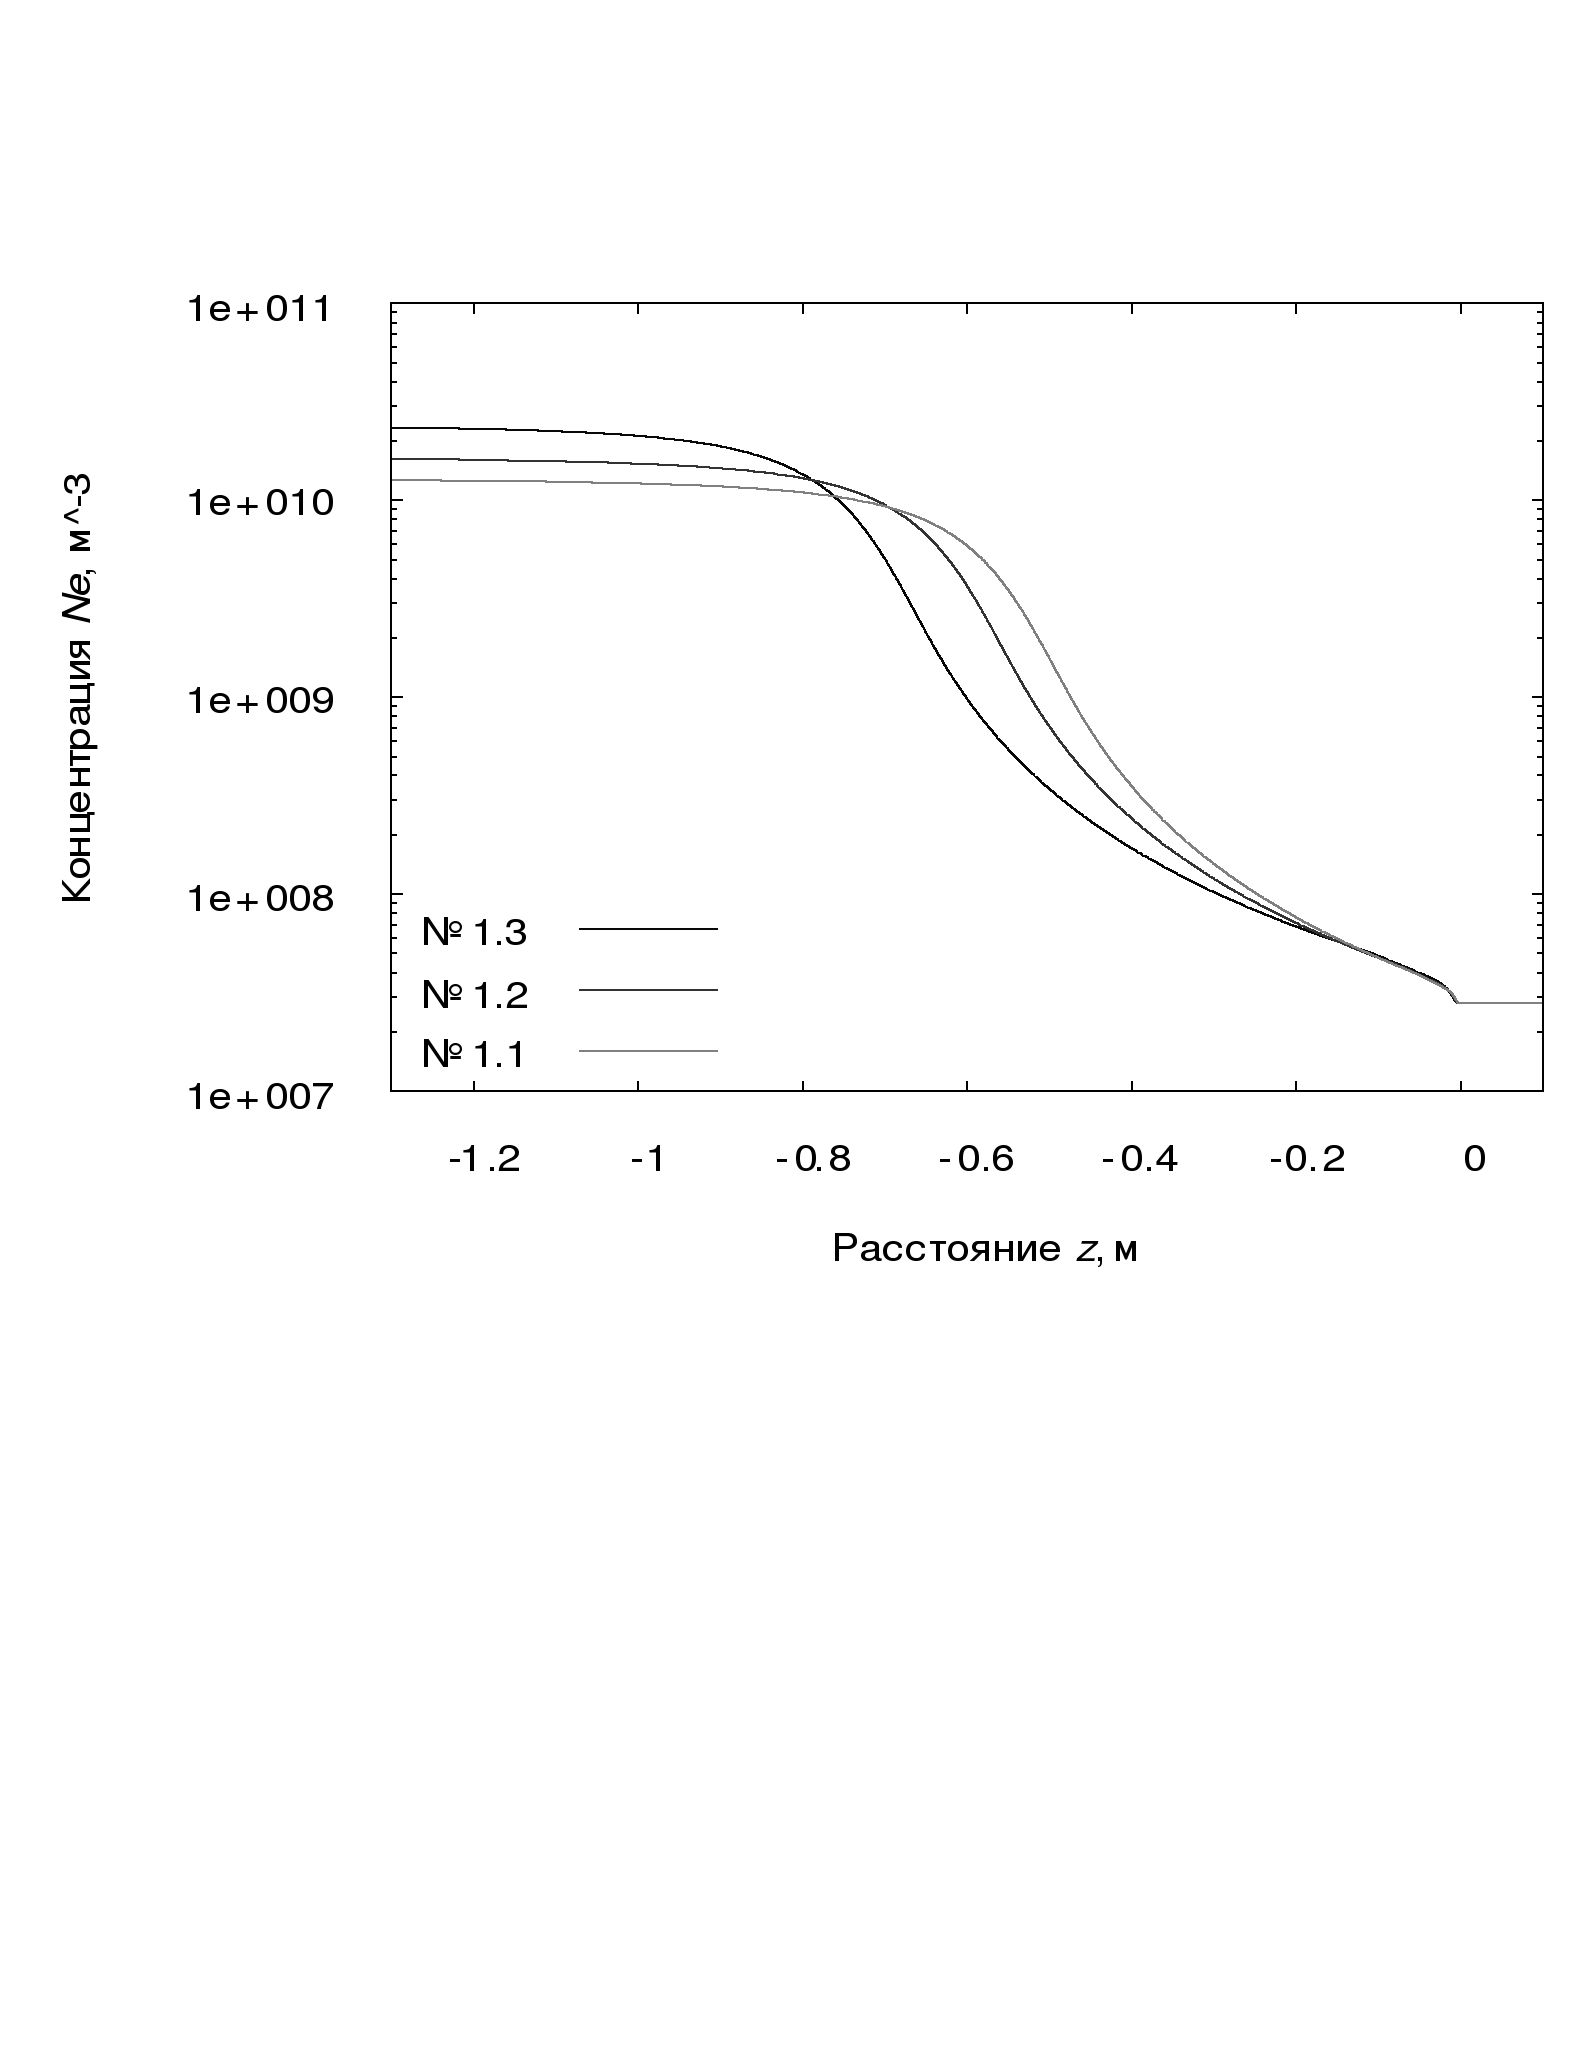 1e+011
1e+010
1e+009
1e+008
1e+007
Концентрация Ne, м^-3
№ 1.3
№ 1.2
№ 1.1
-1.2 -1 -0.8 -0.6 -0.4 -0.2 0
Расстояние z, м